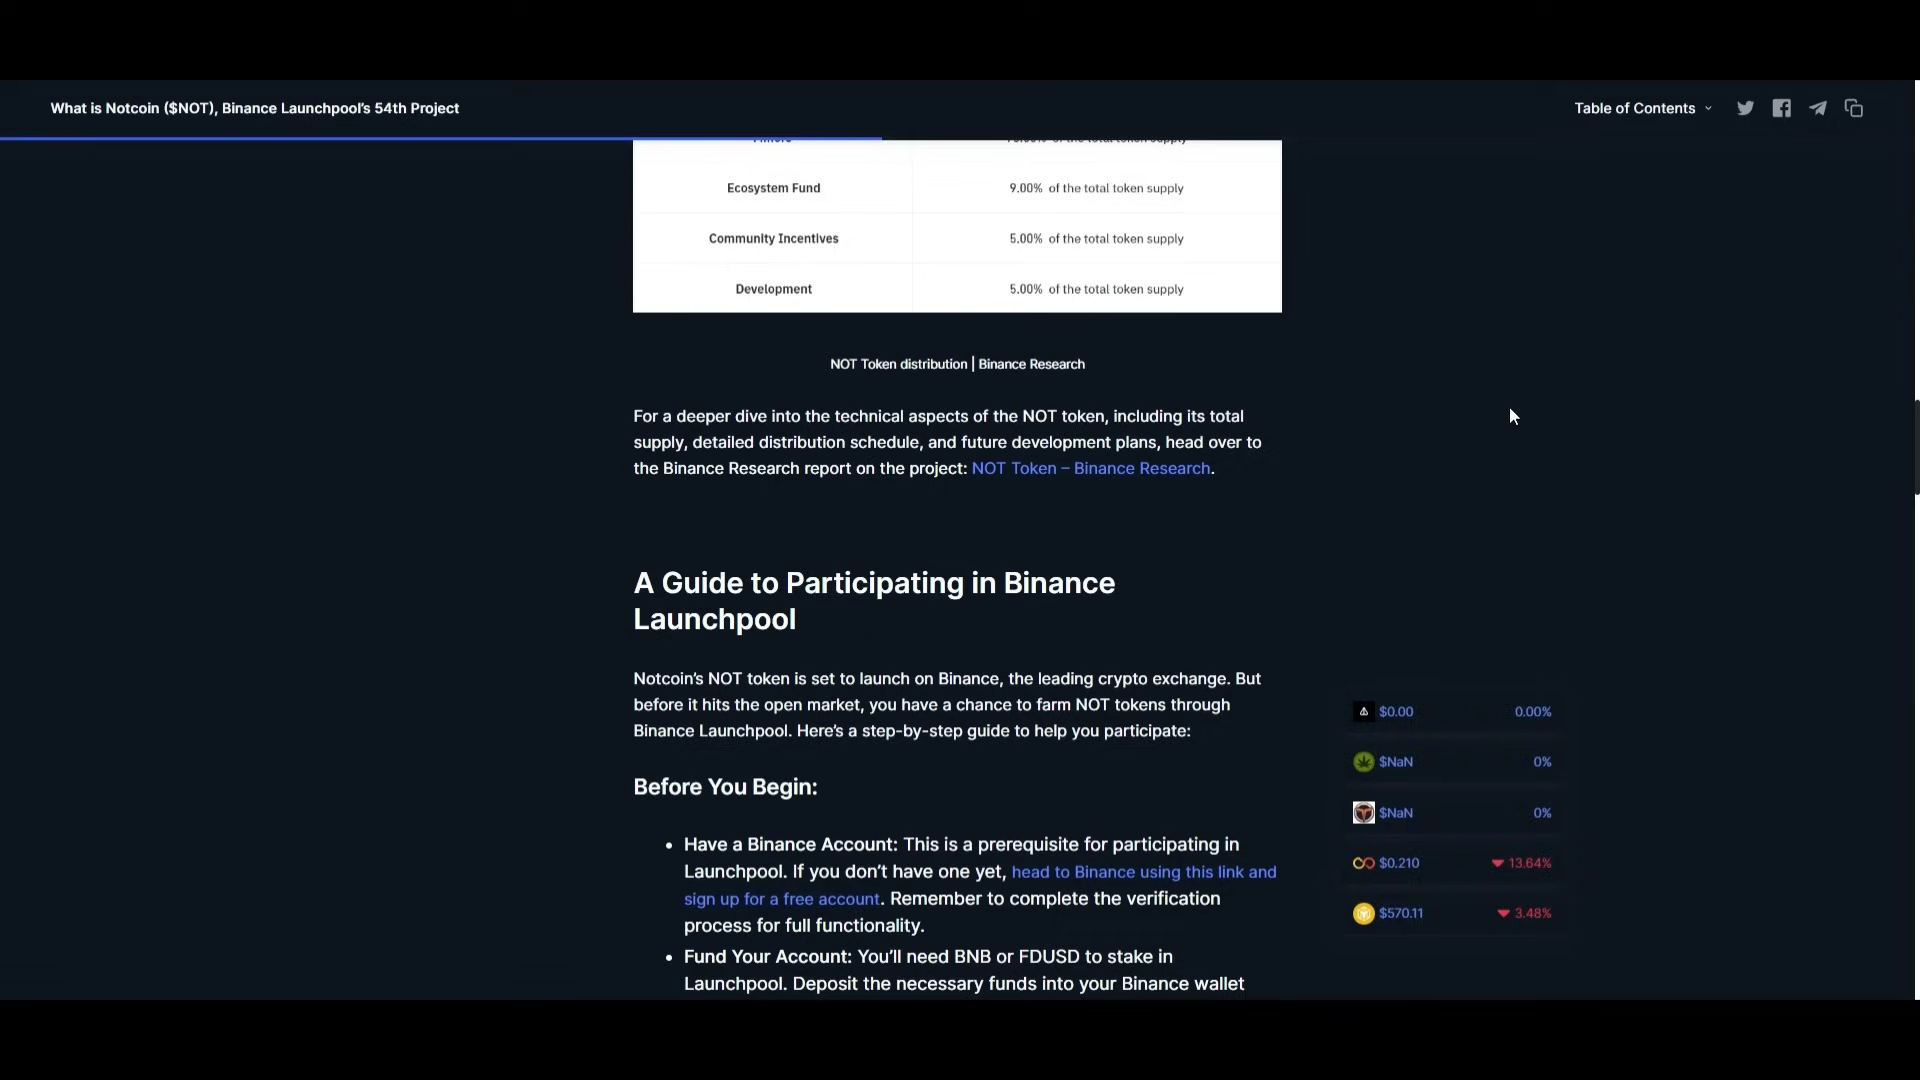 What is Notcoin ($NOT), Binance Launchpool's 54th Project
Table of Contents
of the total token supply
Ecosystem Fund 9.00% of the total token supply
Community Incentives 5.00% of the total token supply
Development 5.00% of the total token supply
NOT Token distribution | Binance Research
For a deeper dive into the technical aspects of the NOT token, including its total
supply, detailed distribution schedule, and future development plans, head over to
the Binance Research report on the project: NOT Token – Binance Research.
A Guide to Participating in Binance
Launchpool
Notcoin's NOT token is set to launch on Binance, the leading crypto exchange. But
before it hits the open market, you have a chance to farm NOT tokens through
Binance Launchpool. Here's a step-by-step guide to help you participate:
Before You Begin:
• Have a Binance Account: This is a prerequisite for participating in
Launchpool. If you don't have one yet, head to Binance using this link and
sign up for a free account. Remember to complete the verification
process for full functionality.
• Fund Your Account: You'll need BNB or FDUSD to stake in
Launchpool. Deposit the necessary funds into your Binance wallet
$0.00 0.00%
$NaN 0%
$NaN 0%
$0.210 13.64%
$570.11 3.48%